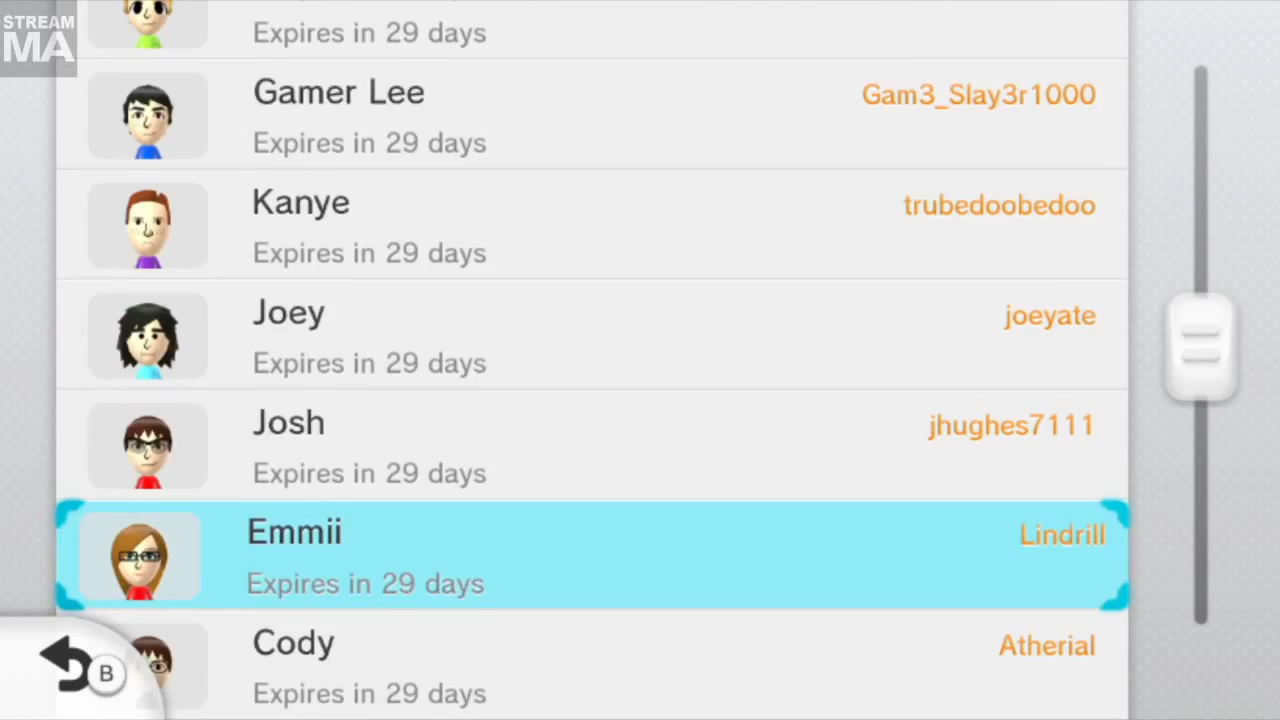 STREAM
MA
Expires in 29 days
Gamer Lee
Gam3_Slay3r1000
Expires in 29 days
Kanye
trubedoobedoo
Expires in 29 days
Joey
joeyate
Expires in 29 days
Josh
jhughes7111
Expires in 29 days
Emmii
Lindrill
Expires in 29 days
Cody
Atherial
Expires in 29 days
B